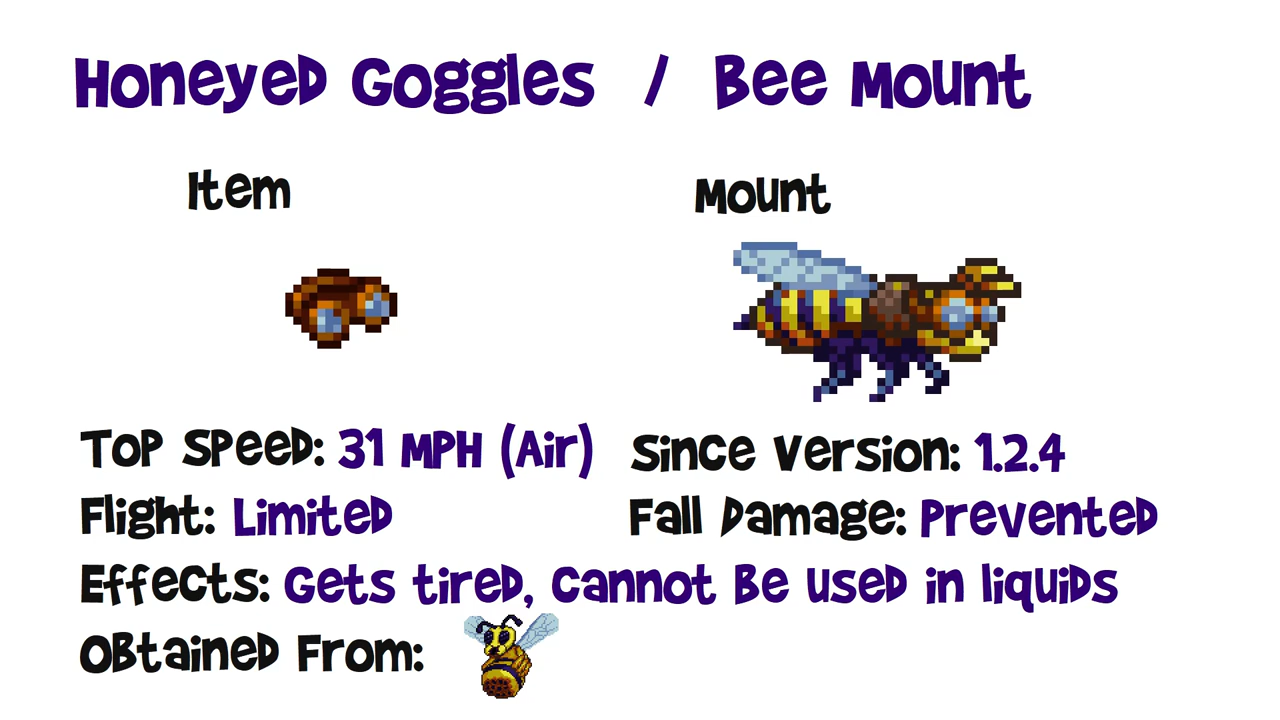 Honeyed Goggles / Bee Mount
Item
Mount
Top Speed: 31 MPH (Air)
Since Version: 1.2.4
Flight: Limited
Fall Damage: Prevented
Effects: Gets tired, cannot be used in liquids
Obtained From: